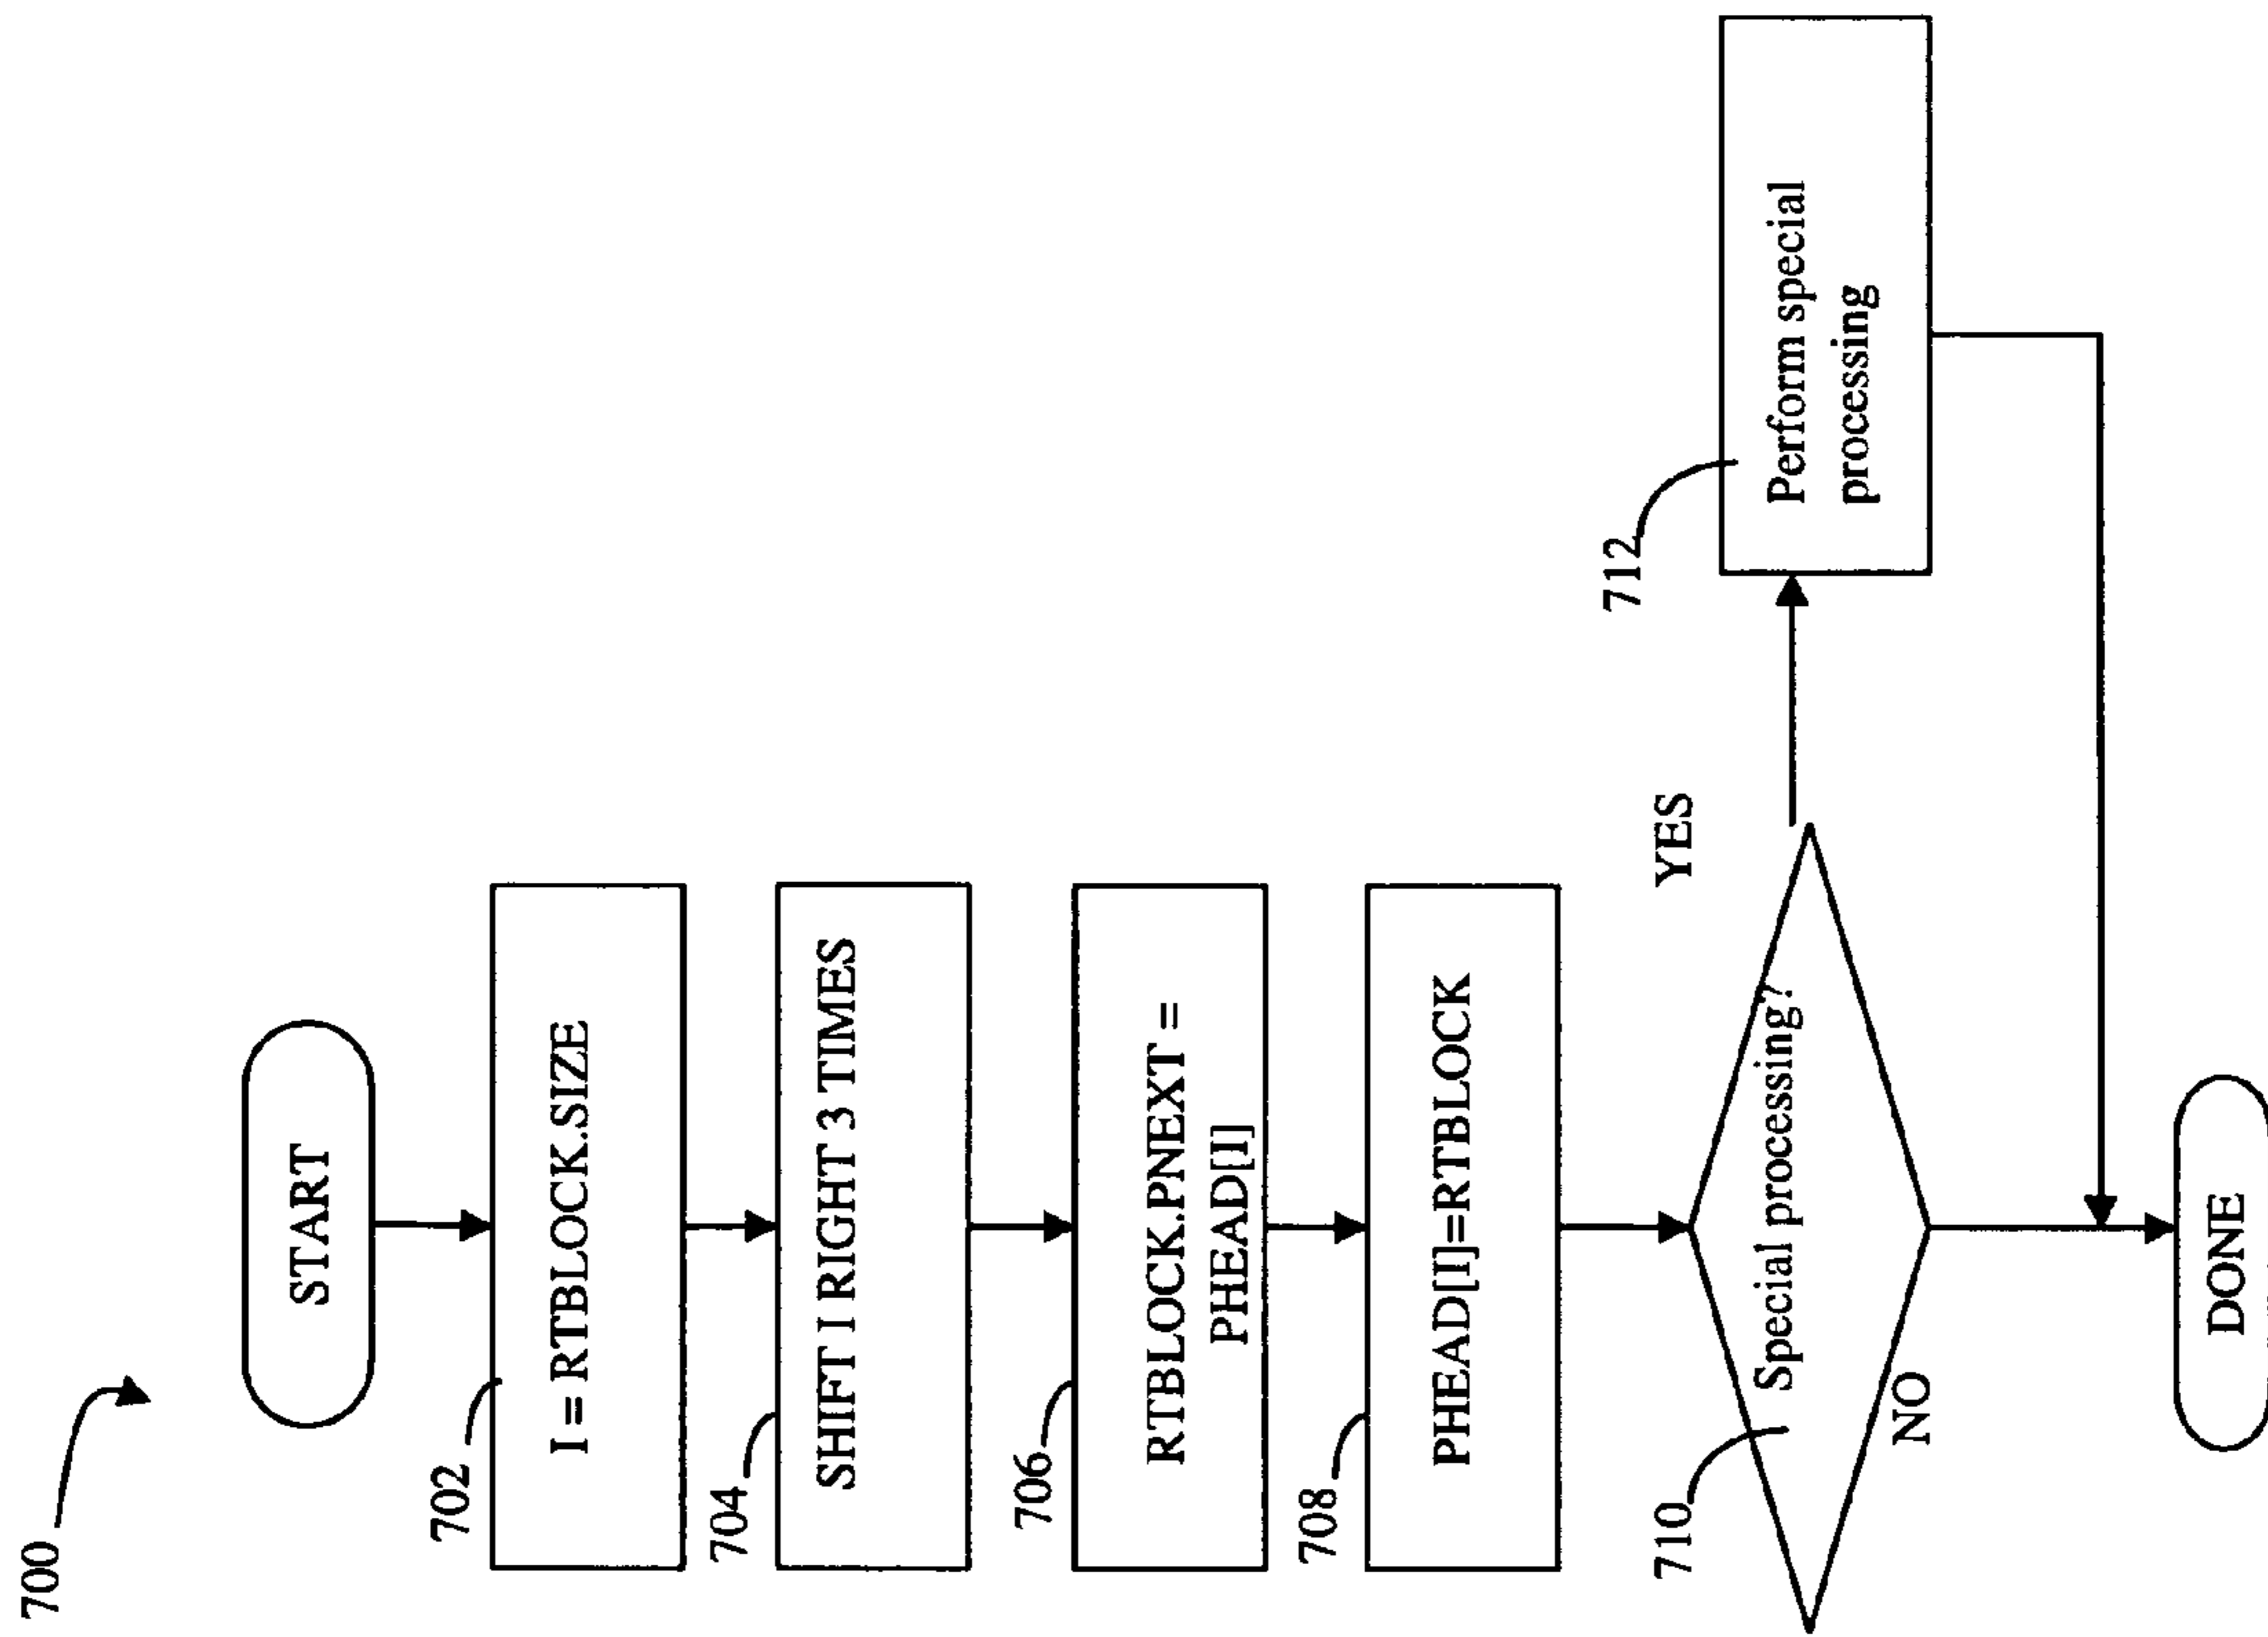 700
START
702
I = RTBLOCK.SIZE
704
SHIFT I RIGHT 3 TIMES
706
RTBLOCK.PNEXT =
PHEAD[I]
708
PHEAD[I]=RTBLOCK
710
Special processing?
YES
712
Perform special
processing
NO
DONE